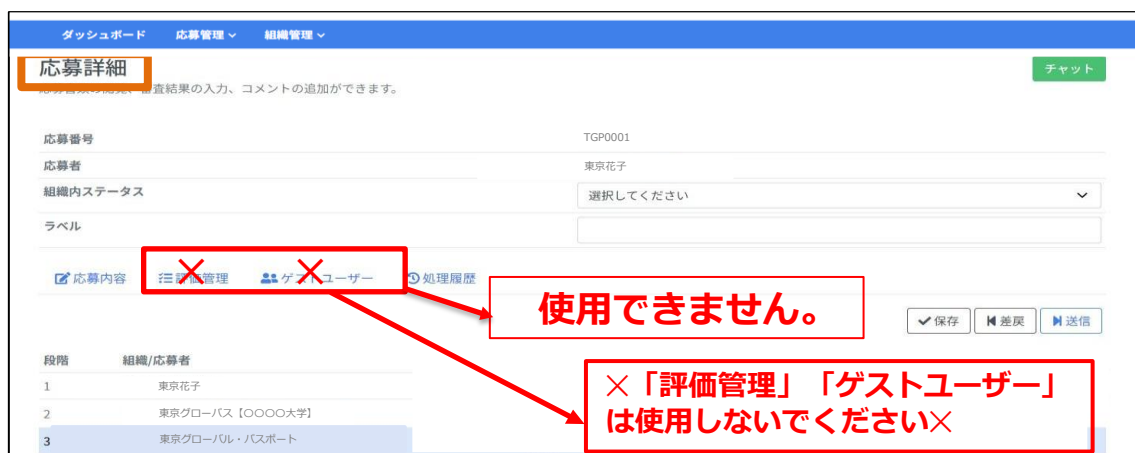 ダッシュボード 応募管理 組織管理
応募詳細
チャット
査結果の入力、コメントの追加ができます。
応募番号 TGP0001
応募者 東京花子
組織内ステータス 選択してください
ラベル
応募内容 評価管理 ゲストユーザー 処理履歴
使用できません。
保存 差戻 送信
段階 組織/応募者
1 東京花子
2 東京グローバス【〇〇〇〇大学】
3 東京グローバル・パスポート
×「評価管理」「ゲストユーザー」
は使用しないでください×